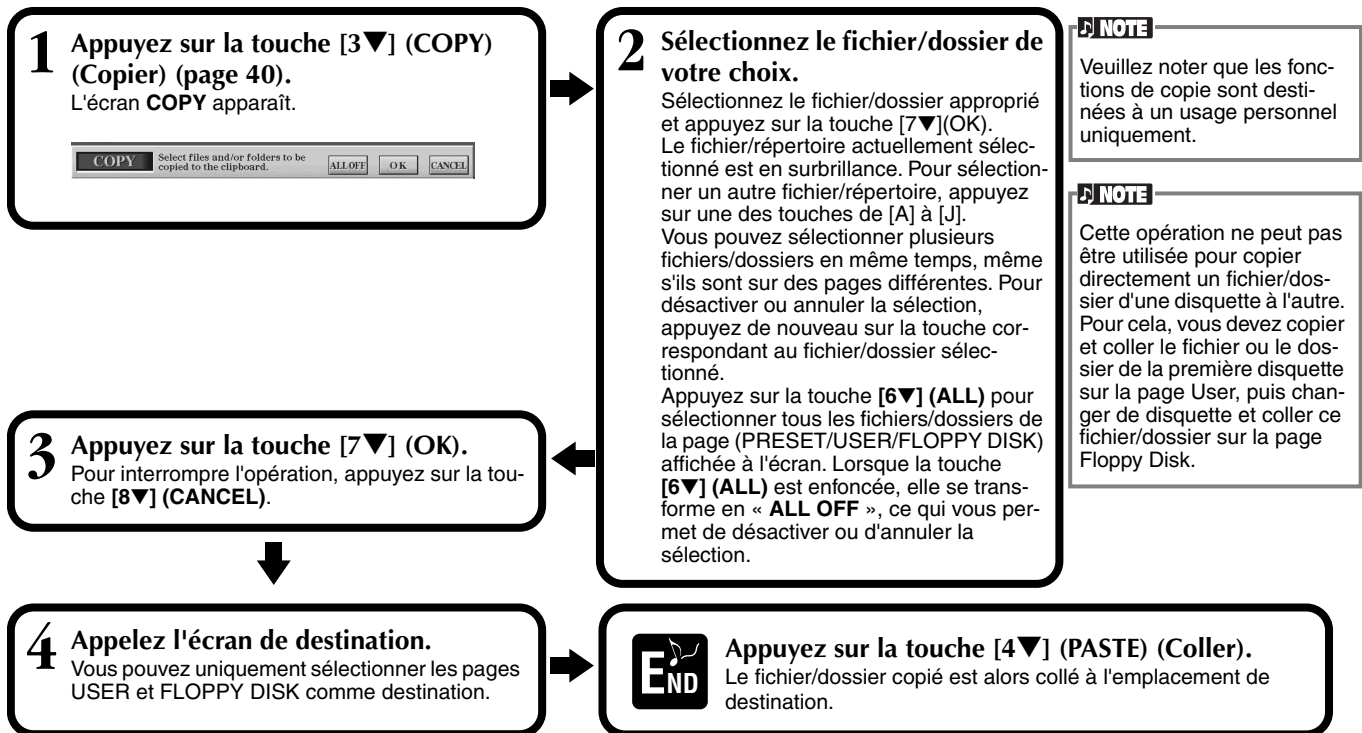 1 Appuyez sur la touche [3▼] (COPY)
(Copier) (page 40).
L'écran COPY apparaît.
COPY Select files and/or folders to be
copied to the clipboard. ALL OFF OK CANCEL
2 Sélectionnez le fichier/dossier de
votre choix.
Sélectionnez le fichier/dossier approprié
et appuyez sur la touche [7▼](OK).
Le fichier/répertoire actuellement sélec-
tionné est en surbrillance. Pour sélection-
ner un autre fichier/répertoire, appuyez
sur une des touches de [A] à [J].
Vous pouvez sélectionner plusieurs
fichiers/dossiers en même temps, même
s'ils sont sur des pages différentes. Pour
désactiver ou annuler la sélection,
appuyez de nouveau sur la touche cor-
respondant au fichier/dossier sélec-
tionné.
Appuyez sur la touche [6▼] (ALL) pour
sélectionner tous les fichiers/dossiers de
la page (PRESET/USER/FLOPPY DISK)
affichée à l'écran. Lorsque la touche
[6▼] (ALL) est enfoncée, elle se trans-
forme en « ALL OFF », ce qui vous per-
met de désactiver ou d'annuler la
sélection.
NOTE
Veuillez noter que les fonc-
tions de copie sont desti-
nées à un usage personnel
uniquement.
NOTE
Cette opération ne peut pas
être utilisée pour copier
directement un fichier/dos-
sier d'une disquette à l'autre.
Pour cela, vous devez copier
et coller le fichier ou le dos-
sier de la première disquette
sur la page User, puis chan-
ger de disquette et coller ce
fichier/dossier sur la page
Floppy Disk.
3 Appuyez sur la touche [7▼] (OK).
Pour interrompre l'opération, appuyez sur la tou-
che [8▼] (CANCEL).
4 Appelez l'écran de destination.
Vous pouvez uniquement sélectionner les pages
USER et FLOPPY DISK comme destination.
END
Appuyez sur la touche [4▼] (PASTE) (Coller).
Le fichier/dossier copié est alors collé à l'emplacement de
destination.